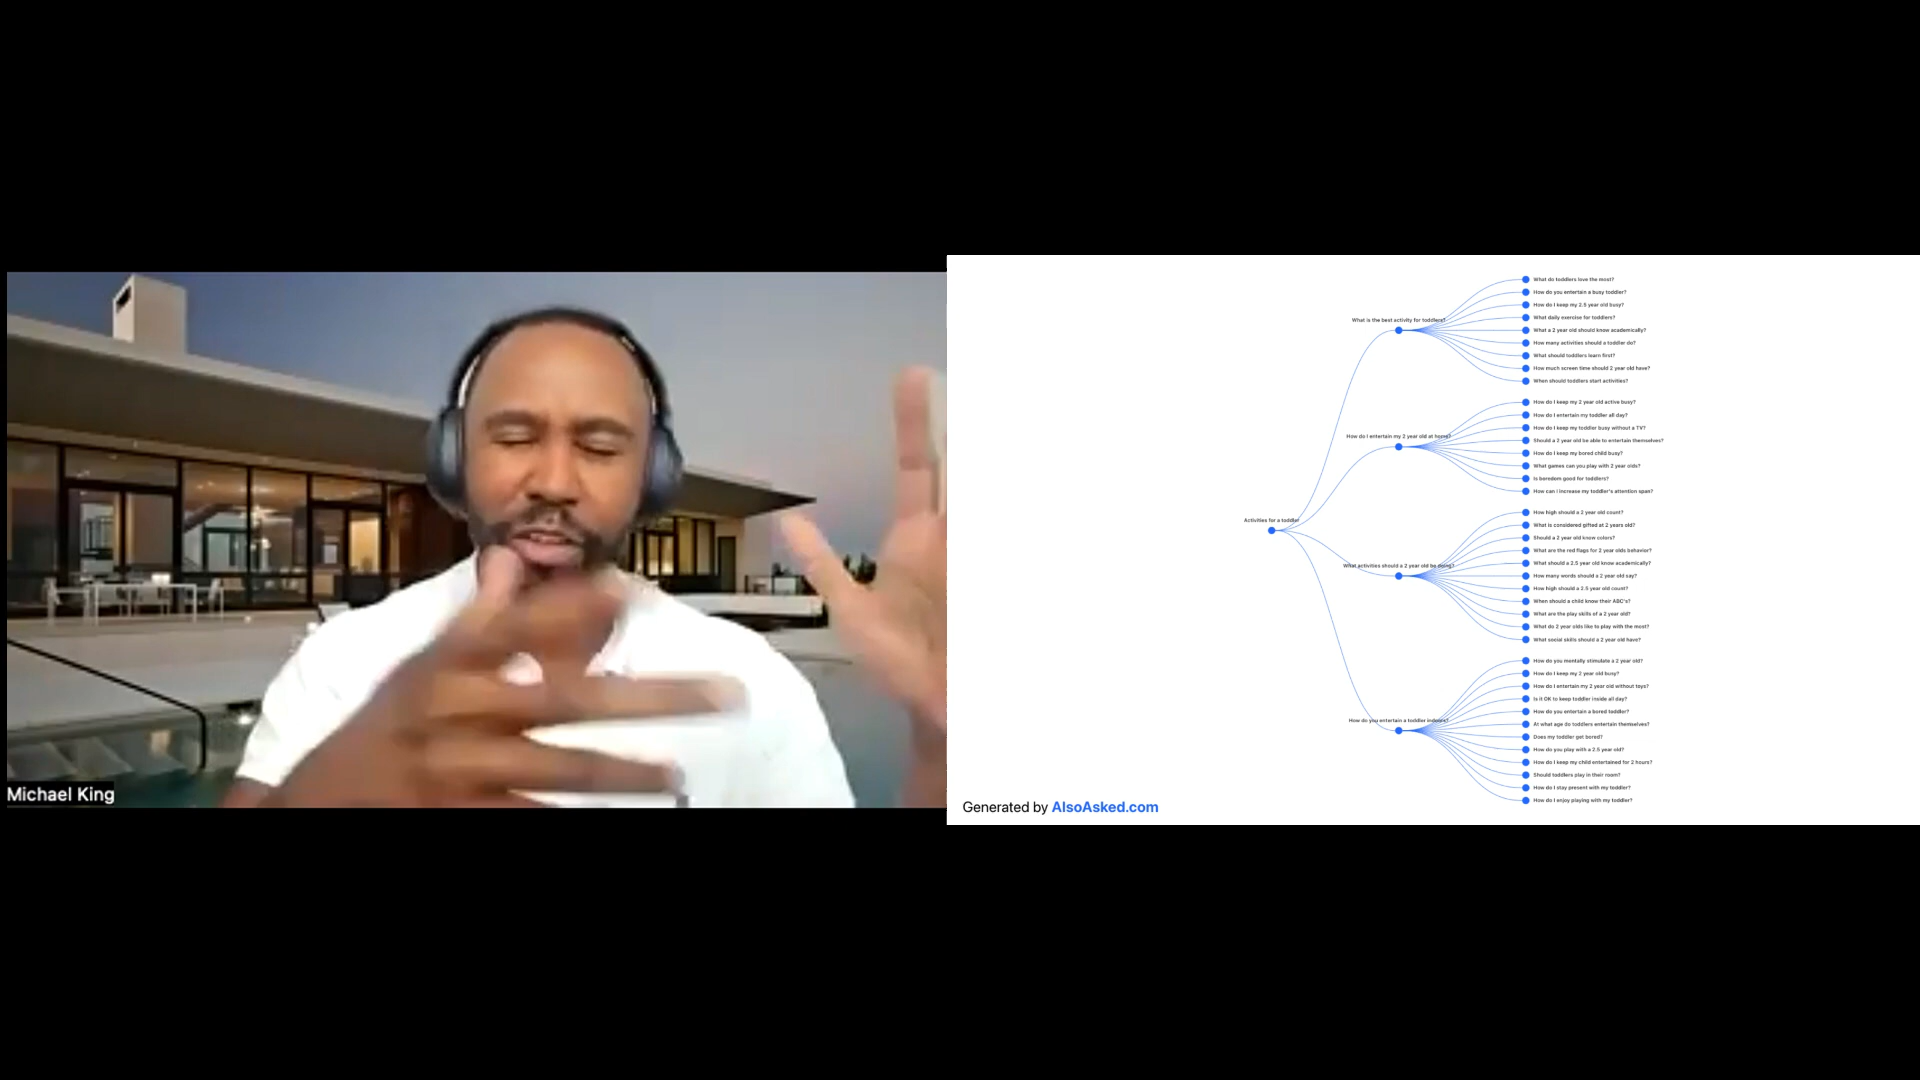 Michael King
Activities for a toddler
What is the best activity for toddlers?
What do toddlers love the most?
How do you entertain a busy toddler?
How do I keep my 2.5 year old busy?
What daily exercise for toddlers?
What a 2 year old should know academically?
How many activities should a toddler do?
What should toddlers learn first?
How much screen time should 2 year old have?
When should toddlers start activities?
How do I entertain my 2 year old at home?
How do I keep my 2 year old active busy?
How do I entertain my toddler all day?
How do I keep my toddler busy without a TV?
Should a 2 year old be able to entertain themselves?
How do I keep my bored child busy?
What games can you play with 2 year olds?
Is boredom good for toddlers?
How can I increase my toddler's attention span?
What activities should a 2 year old be doing?
How high should a 2 year old count?
What is considered gifted at 2 years old?
Should a 2 year old know colors?
What are the red flags for 2 year olds behavior?
What should a 2.5 year old know academically?
How many words should a 2 year old say?
How high should a 2.5 year old count?
When should a child know their ABC's?
What are the play skills of a 2 year old?
What do 2 year olds like to play with the most?
What social skills should a 2 year old have?
How do you entertain a toddler indoors?
How do you mentally stimulate a 2 year old?
How do I keep my 2 year old busy?
How do I entertain my 2 year old without toys?
Is it OK to keep toddler inside all day?
How do you entertain a bored toddler?
At what age do toddlers entertain themselves?
Does my toddler get bored?
How do you play with a 2.5 year old?
How do I keep my child entertained for 2 hours?
Should toddlers play in their room?
How do I stay present with my toddler?
How do I enjoy playing with my toddler?
Generated by AlsoAsked.com